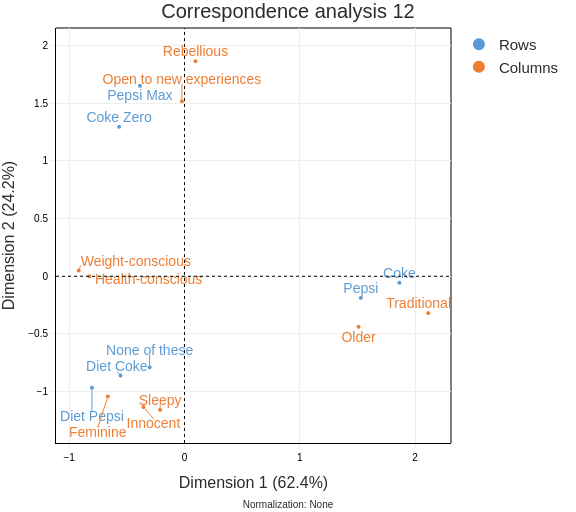 Correspondence analysis 12
Rows
Columns
Dimension 2 (24.2%)
2
1.5
1
0.5
0
−0.5
−1
Rebellious
Open to new experiences
Pepsi Max
Coke Zero
Weight-conscious
Health-conscious
Coke
Pepsi
Traditional
Older
None of these
Diet Coke
Sleepy
Diet Pepsi
Innocent
Feminine
−1
0
1
2
Dimension 1 (62.4%)
Normalization: None